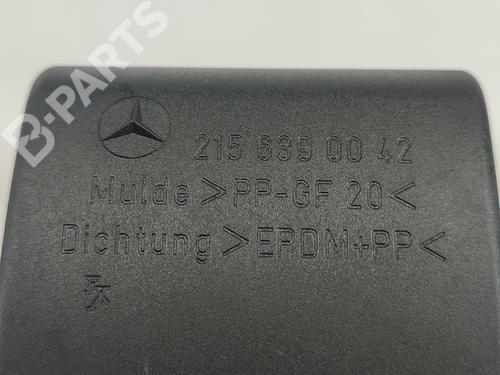 B-PARTS
215 639 00 42
Mulde >PP-GF 20<
Dichtung >EPDM+PP<